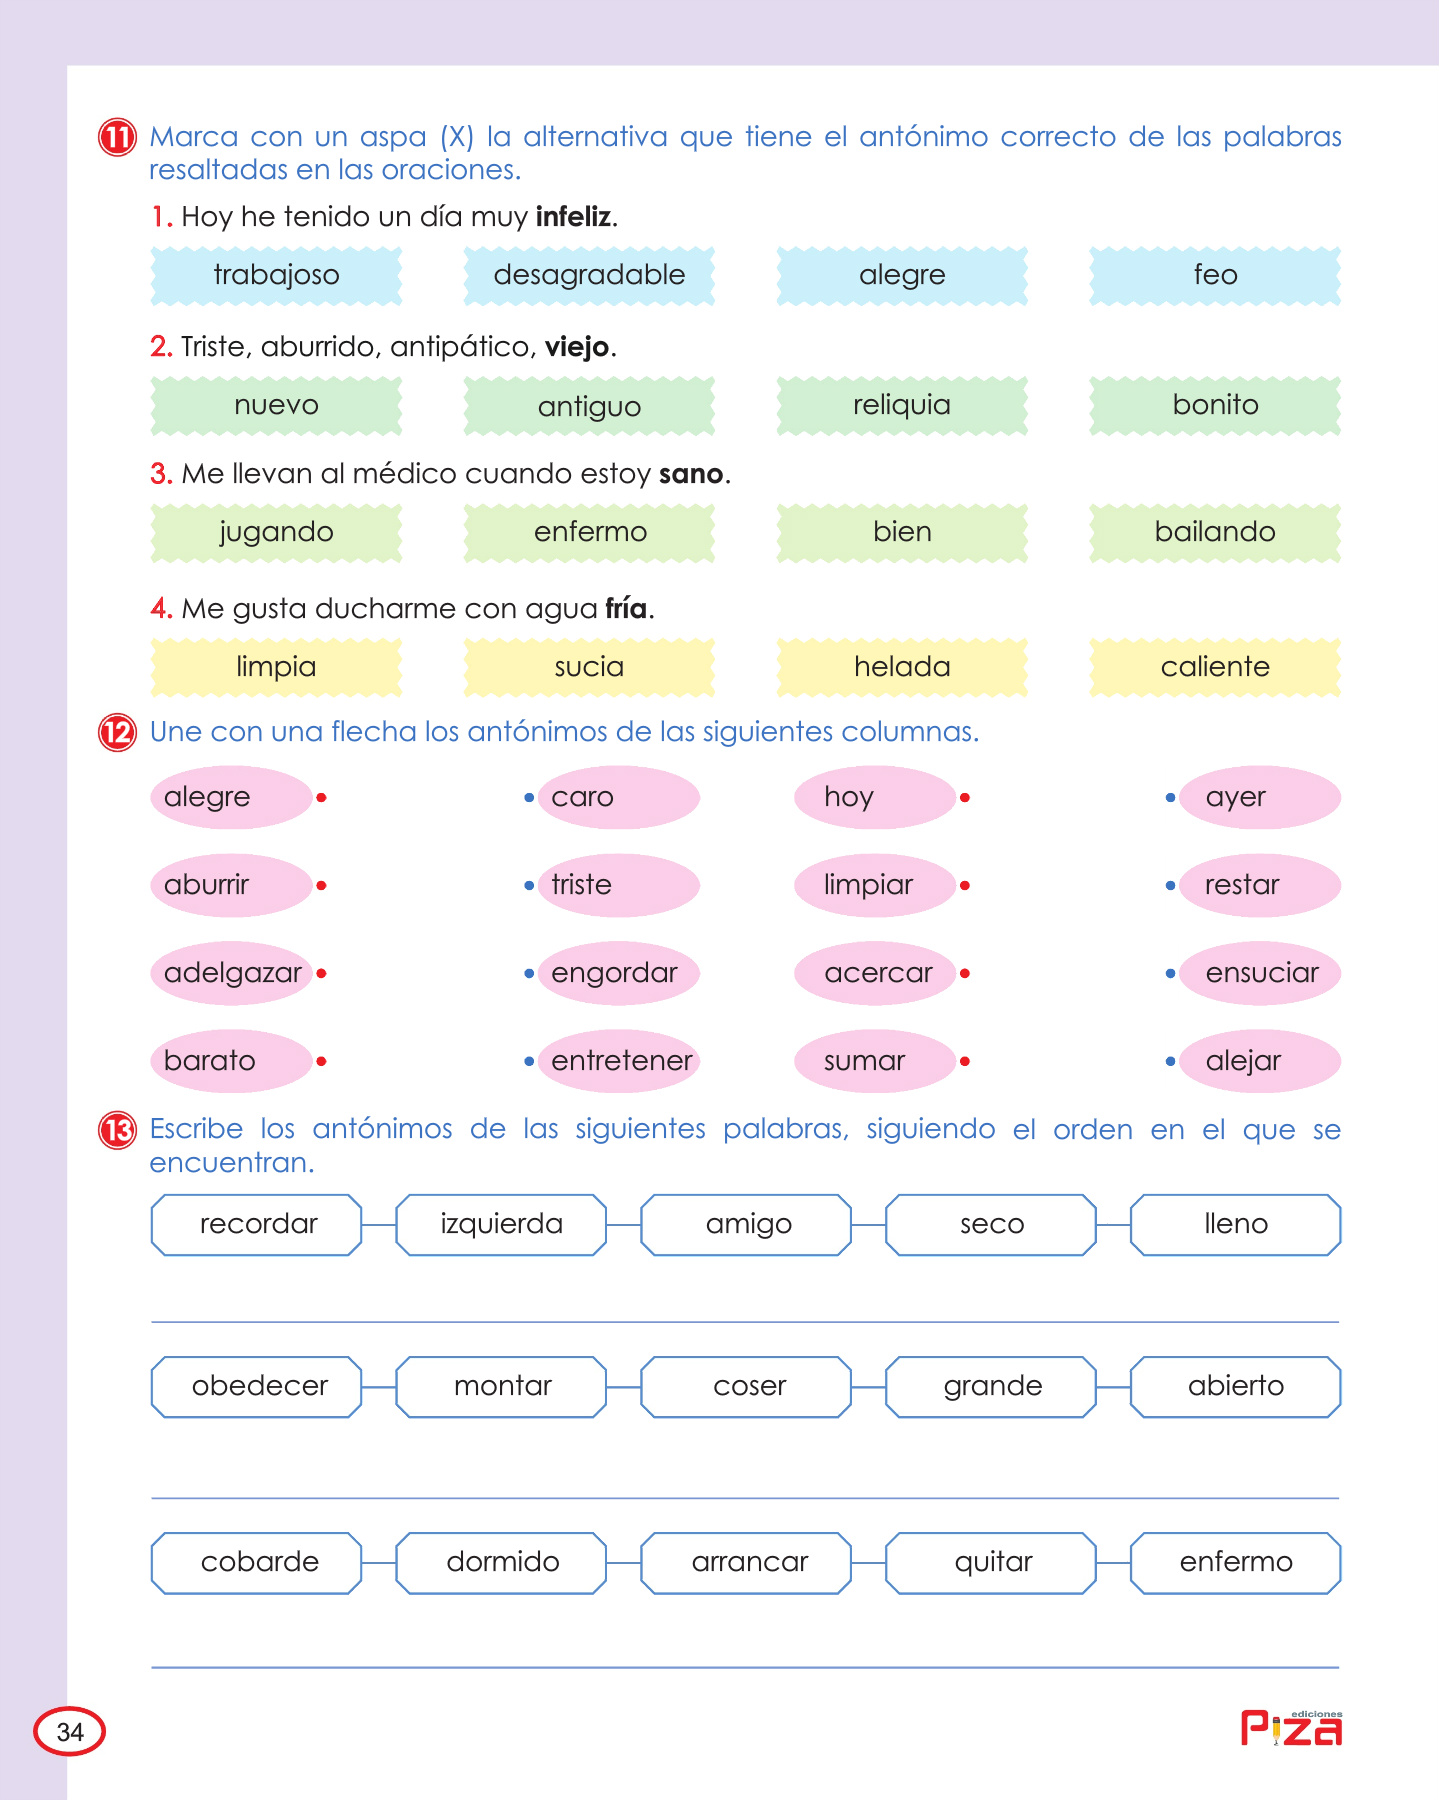 11 Marca con un aspa (X) la alternativa que tiene el antónimo correcto de las palabras
resaltadas en las oraciones.
1. Hoy he tenido un día muy infeliz.
trabajoso desagradable alegre feo
2. Triste, aburrido, antipático, viejo.
nuevo antiguo reliquia bonito
3. Me llevan al médico cuando estoy sano.
jugando enfermo bien bailando
4. Me gusta ducharme con agua fría.
limpia sucia helada caliente
12 Une con una flecha los antónimos de las siguientes columnas.
alegre • • caro hoy • • ayer
aburrir • • triste limpiar • • restar
adelgazar • • engordar acercar • • ensuciar
barato • • entretener sumar • • alejar
13 Escribe los antónimos de las siguientes palabras, siguiendo el orden en el que se
encuentran.
recordar izquierda amigo seco lleno
obedecer montar coser grande abierto
cobarde dormido arrancar quitar enfermo
34
ediciones
Piza